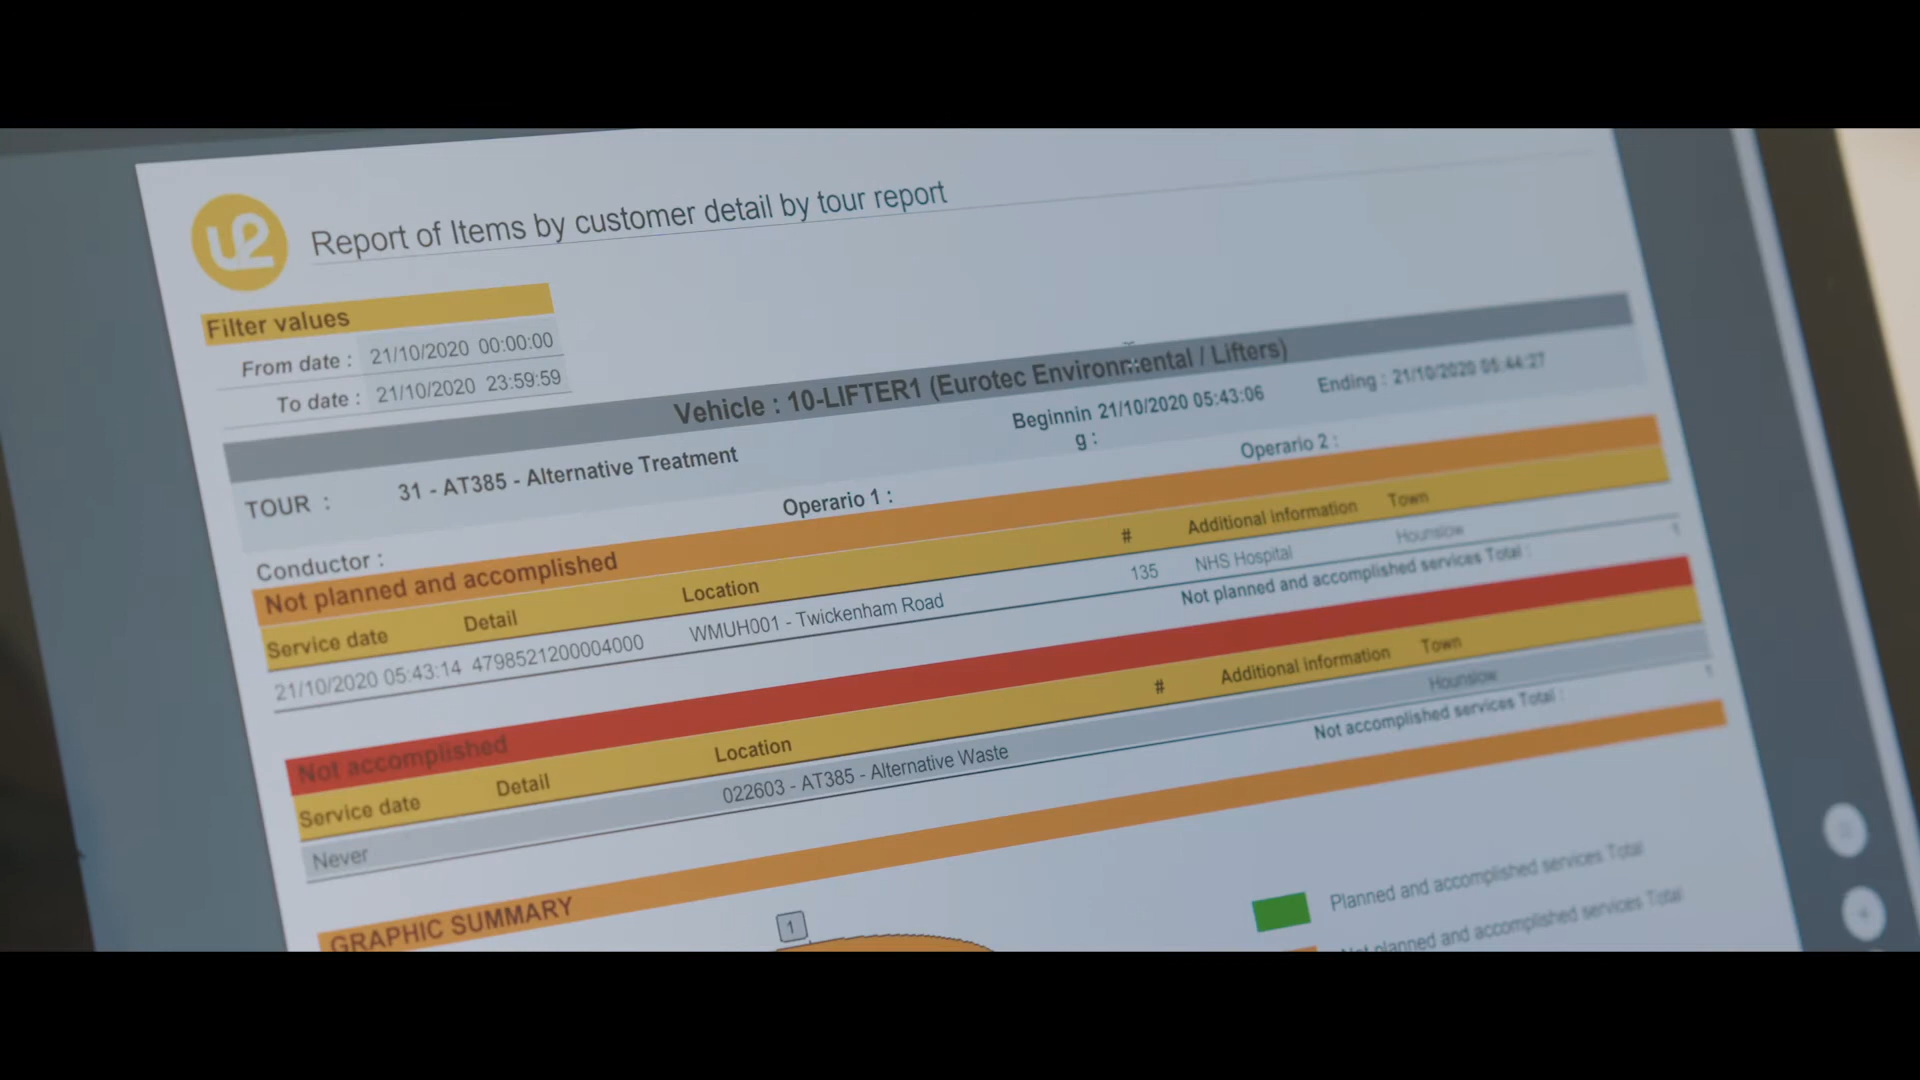 Report of Items by customer detail by tour report
Filter values
From date : 21/10/2020 00:00:00
To date : 21/10/2020 23:59:59
Vehicle : 10-LIFTER1 (Eurotec Environmental / Lifters)
TOUR : 31 - AT385 - Alternative Treatment
Beginnin 21/10/2020 05:43:06
g :
Ending : 21/10/2020 05:44:27
Conductor :
Operario 1 :
Operario 2 :
Not planned and accomplished
Service date Detail Location # Additional information Town
21/10/2020 05:43:14 4798521200004000 WMUH001 - Twickenham Road 135 NHS Hospital Hounslow
Not planned and accomplished services Total : 1
Not accomplished
Service date Detail Location # Additional information Town
Never 022603 - AT385 - Alternative Waste Hounslow
Not accomplished services Total : 1
GRAPHIC SUMMARY
1
Planned and accomplished services Total
Not planned and accomplished services Total